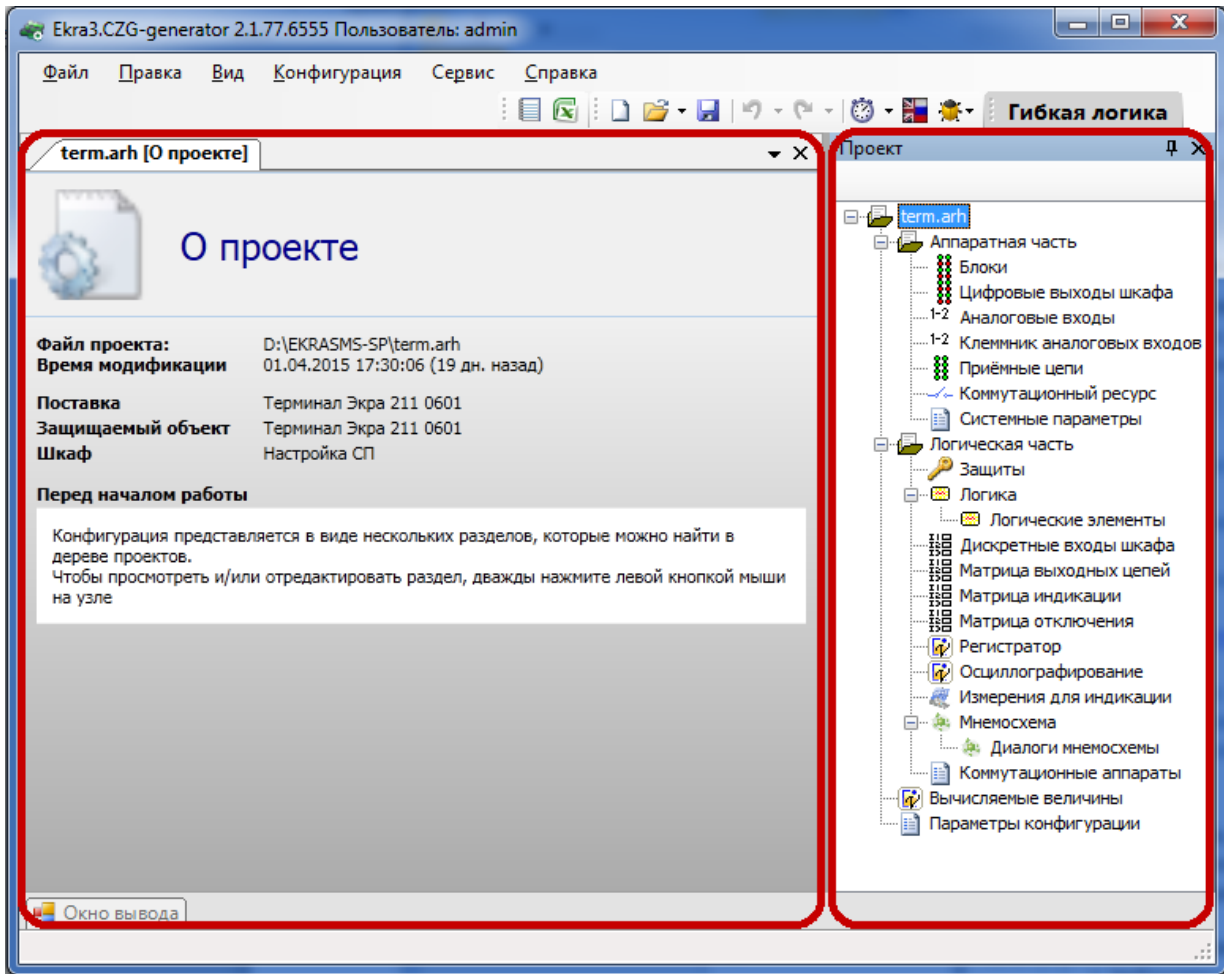 Ekra3.CZG-generator 2.1.77.6555 Пользователь: admin
Файл Правка Вид Конфигурация Сервис Справка
Гибкая логика
term.arh [О проекте]
О проекте
Файл проекта: D:\EKRASMS-SP\term.arh
Время модификации 01.04.2015 17:30:06 (19 дн. назад)
Поставка Терминал Экра 211 0601
Защищаемый объект Терминал Экра 211 0601
Шкаф Настройка СП
Перед началом работы
Конфигурация представляется в виде нескольких разделов, которые можно найти в
дереве проектов.
Чтобы просмотреть и/или отредактировать раздел, дважды нажмите левой кнопкой мыши
на узле
Окно вывода
Проект
term.arh
Аппаратная часть
Блоки
Цифровые выходы шкафа
1-2 Аналоговые входы
1-2 Клеммник аналоговых входов
Приёмные цепи
Коммутационный ресурс
Системные параметры
Логическая часть
Защиты
Логика
Логические элементы
Дискретные входы шкафа
Матрица выходных цепей
Матрица индикации
Матрица отключения
Регистратор
Осциллографирование
Измерения для индикации
Мнемосхема
Диалоги мнемосхемы
Коммутационные аппараты
Вычисляемые величины
Параметры конфигурации